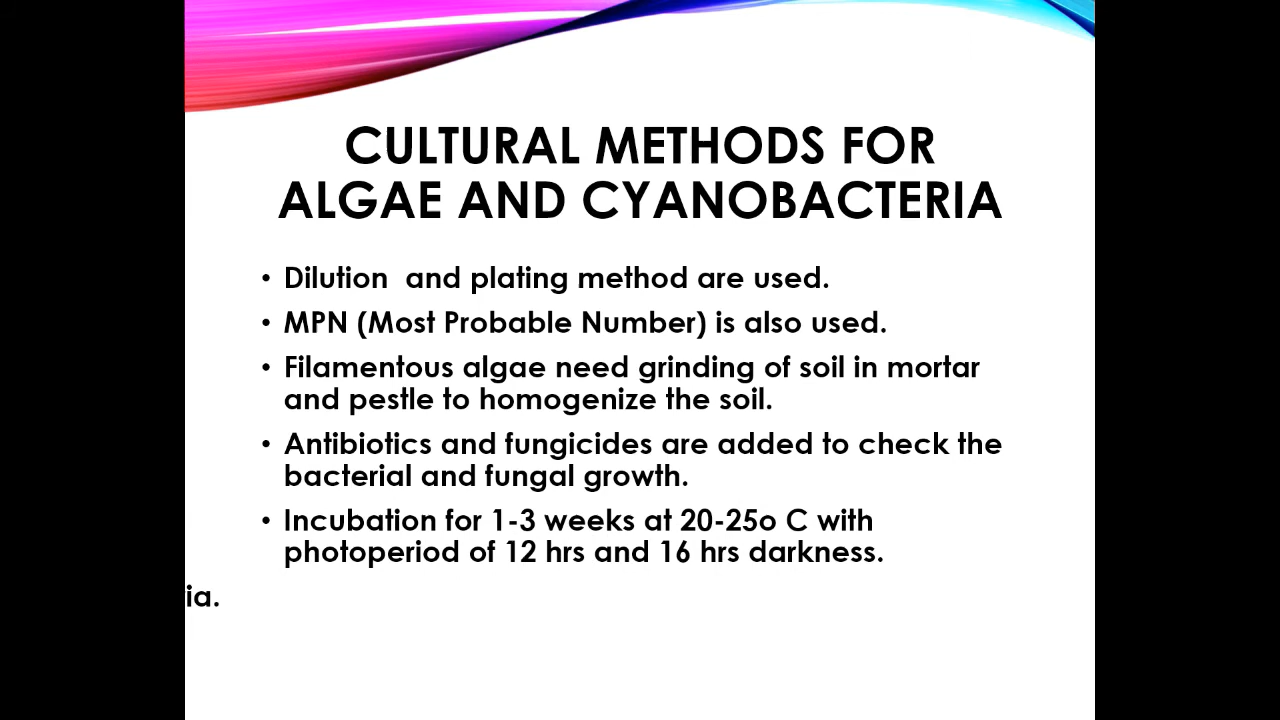 CULTURAL METHODS FOR
ALGAE AND CYANOBACTERIA
• Dilution  and plating method are used.
• MPN (Most Probable Number) is also used.
• Filamentous algae need grinding of soil in mortar
and pestle to homogenize the soil.
• Antibiotics and fungicides are added to check the
bacterial and fungal growth.
• Incubation for 1-3 weeks at 20-25o C with
photoperiod of 12 hrs and 16 hrs darkness.
ia.